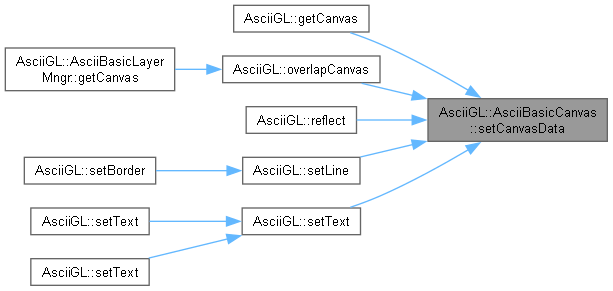 AsciiGL::getCanvas
AsciiGL::AsciiBasicLayer
Mngr::getCanvas
AsciiGL::overlapCanvas
AsciiGL::AsciiBasicCanvas
::setCanvasData
AsciiGL::reflect
AsciiGL::setBorder
AsciiGL::setLine
AsciiGL::setText
AsciiGL::setText
AsciiGL::setText